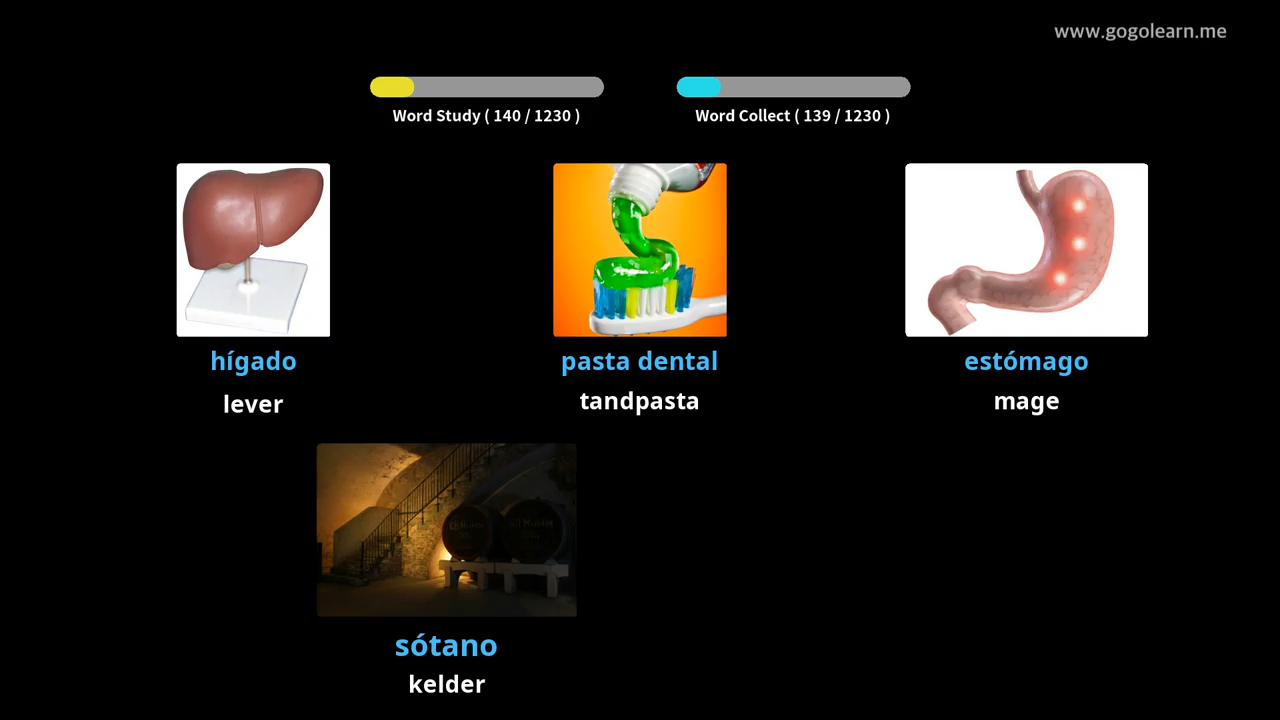 www.gogolearn.me
Word Study ( 140 / 1230 )
Word Collect ( 139 / 1230 )
hígado
pasta dental
estómago
lever
tandpasta
mage
sótano
kelder